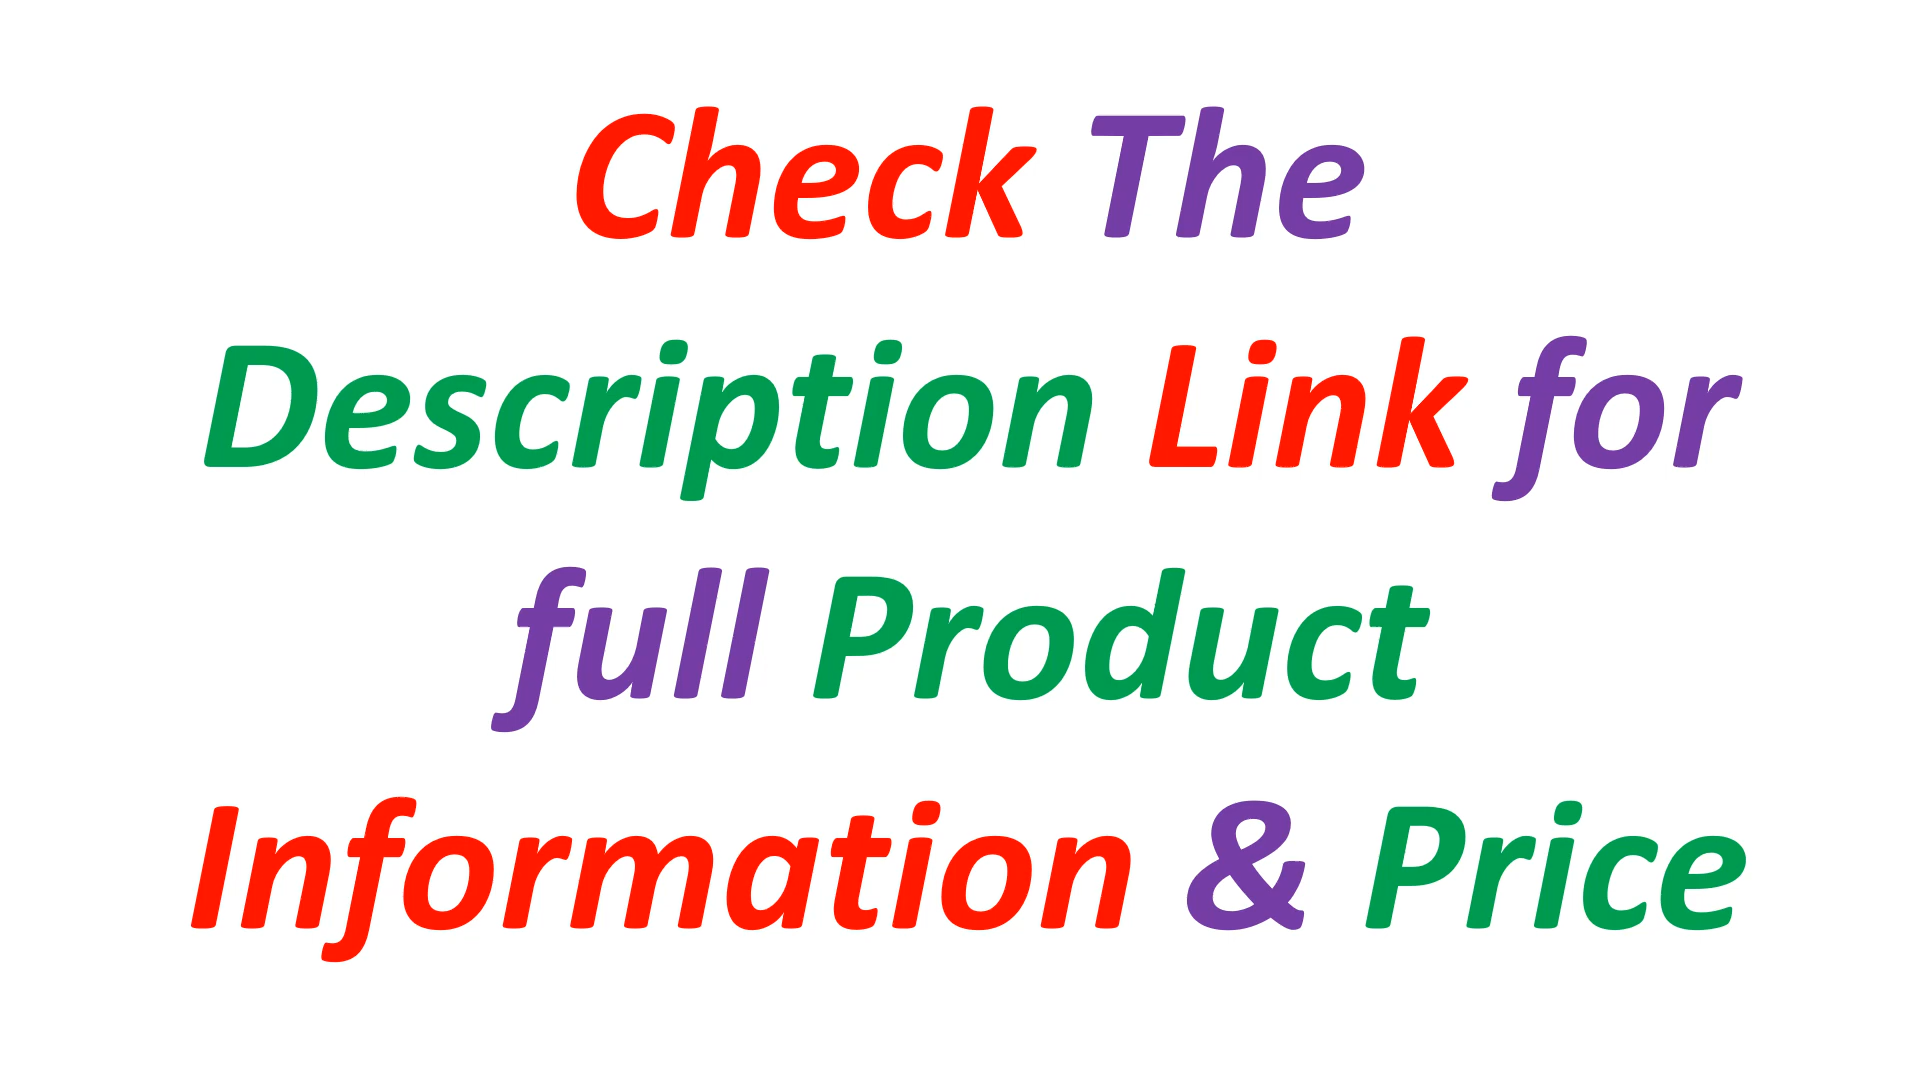 Check The
Description Link for
full Product
Information & Price